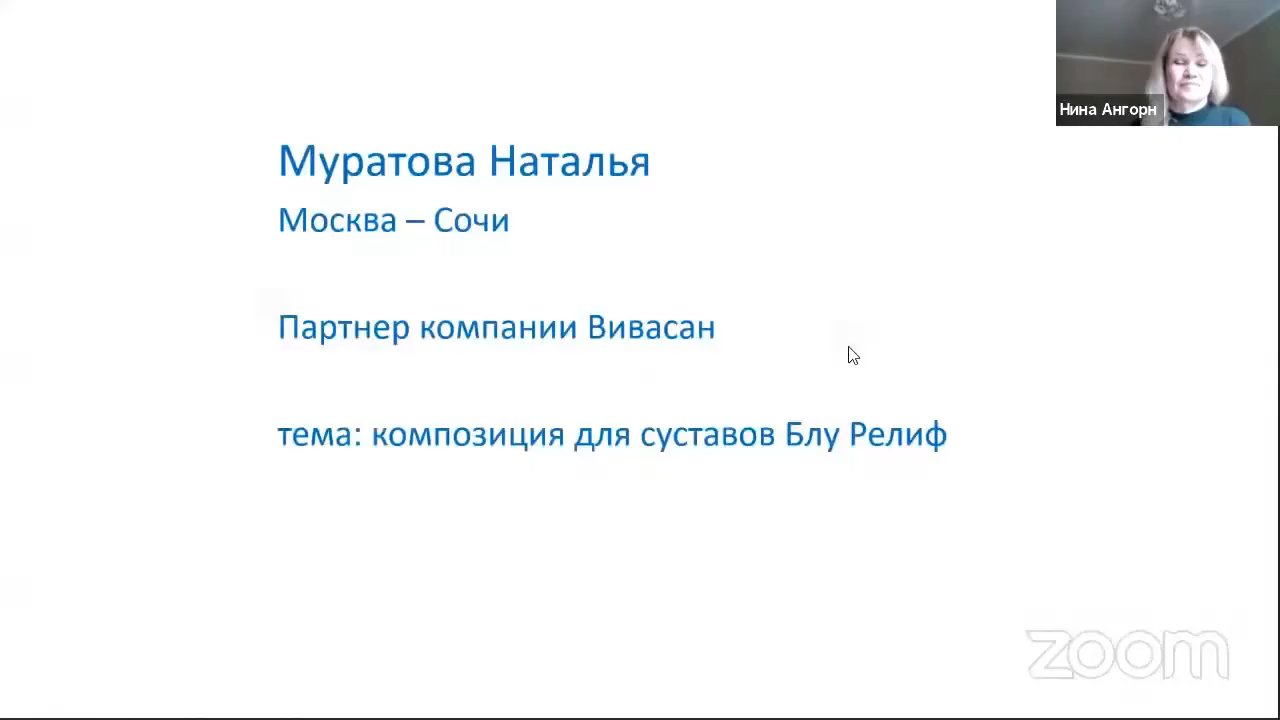 Нина Ангорн
Муратова Наталья
Москва – Сочи
Партнер компании Вивасан
тема: композиция для суставов Блу Релиф
zoom